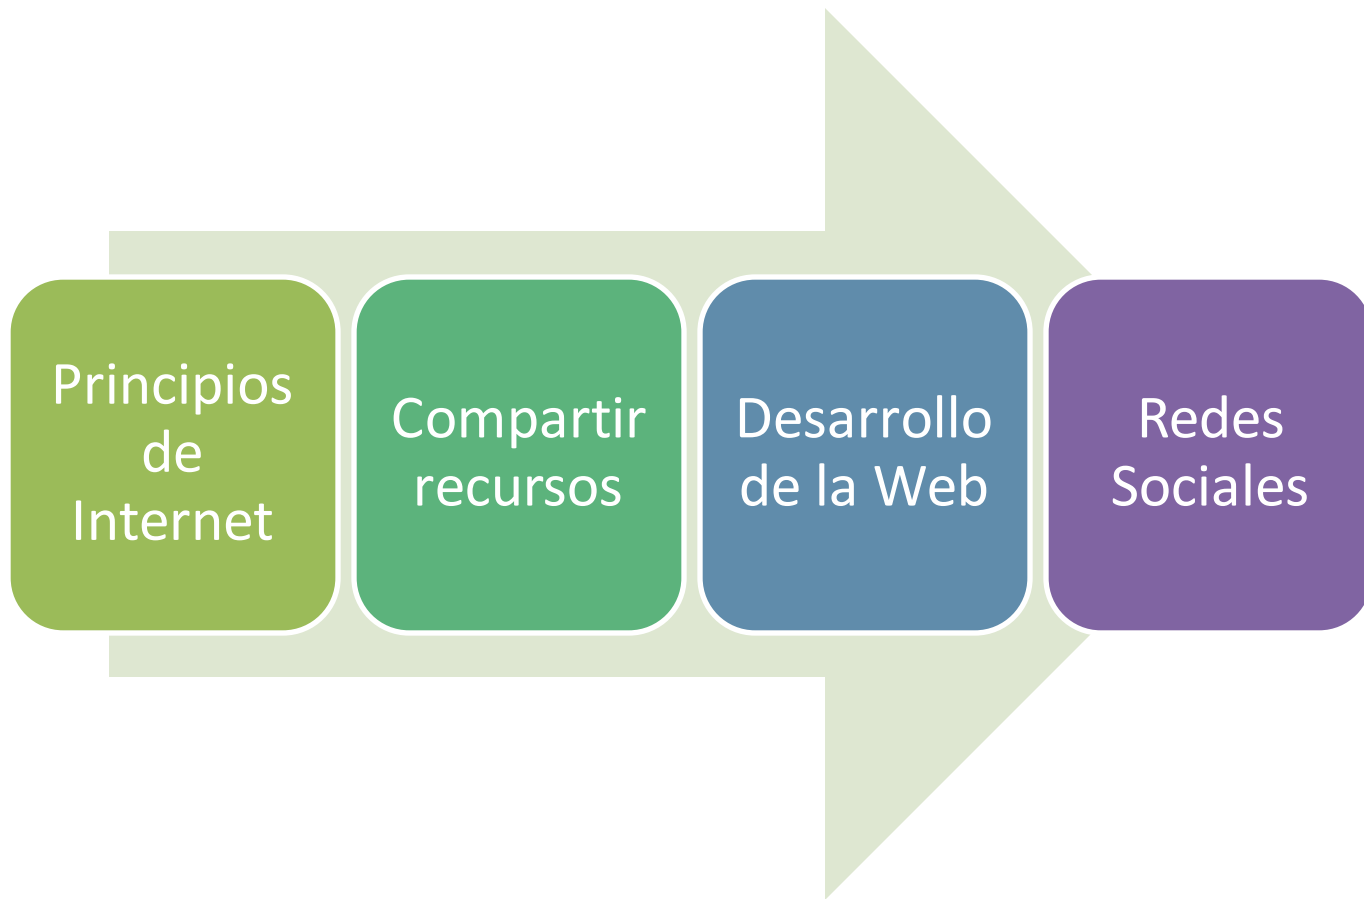 Principios
de
Internet
Compartir
recursos
Desarrollo
de la Web
Redes
Sociales